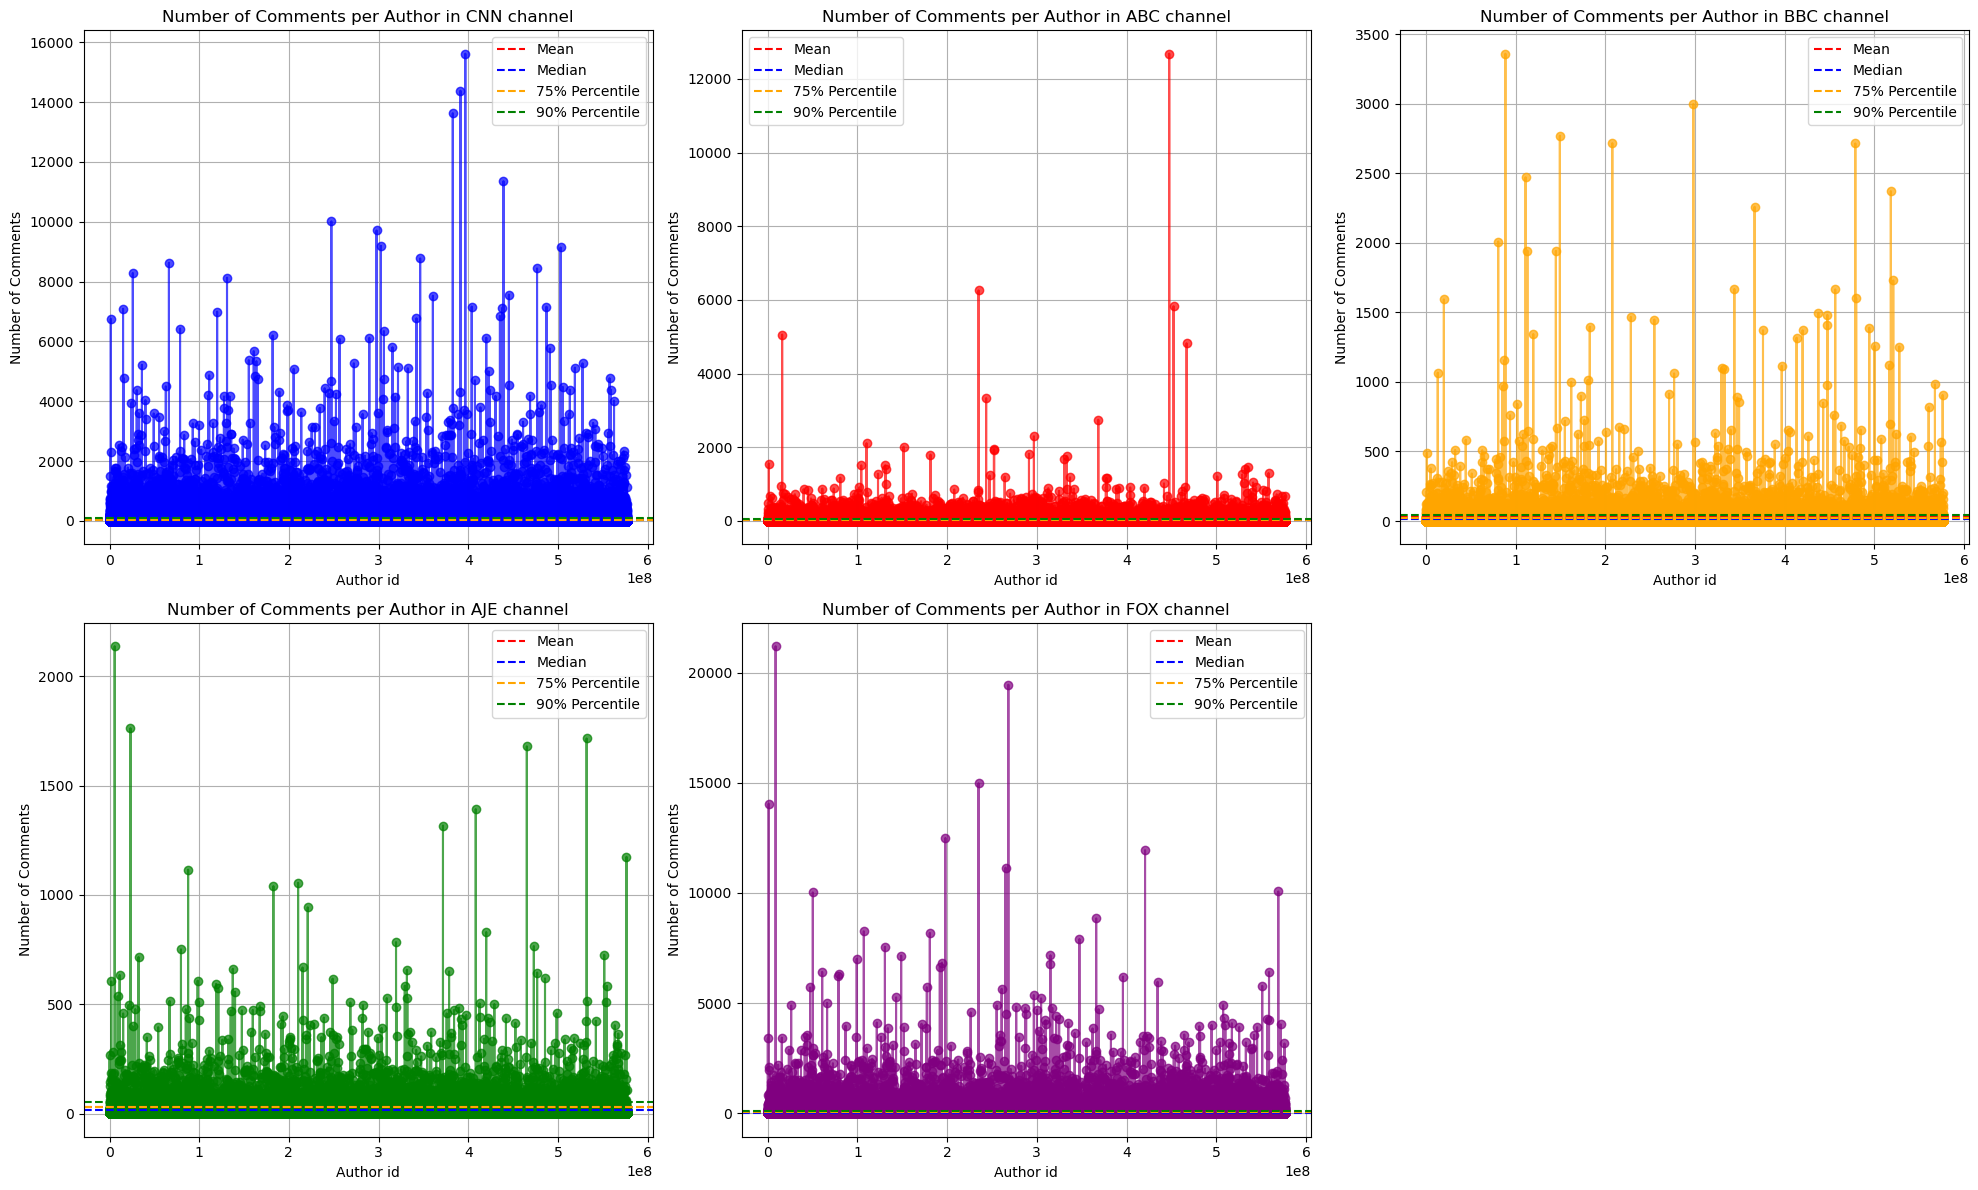 Number of Comments per Author in CNN channel
Number of Comments
16000
14000
12000
10000
8000
6000
4000
2000
0
Mean
Median
75% Percentile
90% Percentile
0 1 2 3 4 5 6
1e8
Author id
Number of Comments per Author in ABC channel
Number of Comments
12000
10000
8000
6000
4000
2000
0
Mean
Median
75% Percentile
90% Percentile
0 1 2 3 4 5 6
1e8
Author id
Number of Comments per Author in BBC channel
Number of Comments
3500
3000
2500
2000
1500
1000
500
0
Mean
Median
75% Percentile
90% Percentile
0 1 2 3 4 5 6
1e8
Author id
Number of Comments per Author in AJE channel
Number of Comments
2000
1500
1000
500
0
Mean
Median
75% Percentile
90% Percentile
0 1 2 3 4 5 6
1e8
Author id
Number of Comments per Author in FOX channel
Number of Comments
20000
15000
10000
5000
0
Mean
Median
75% Percentile
90% Percentile
0 1 2 3 4 5 6
1e8
Author id